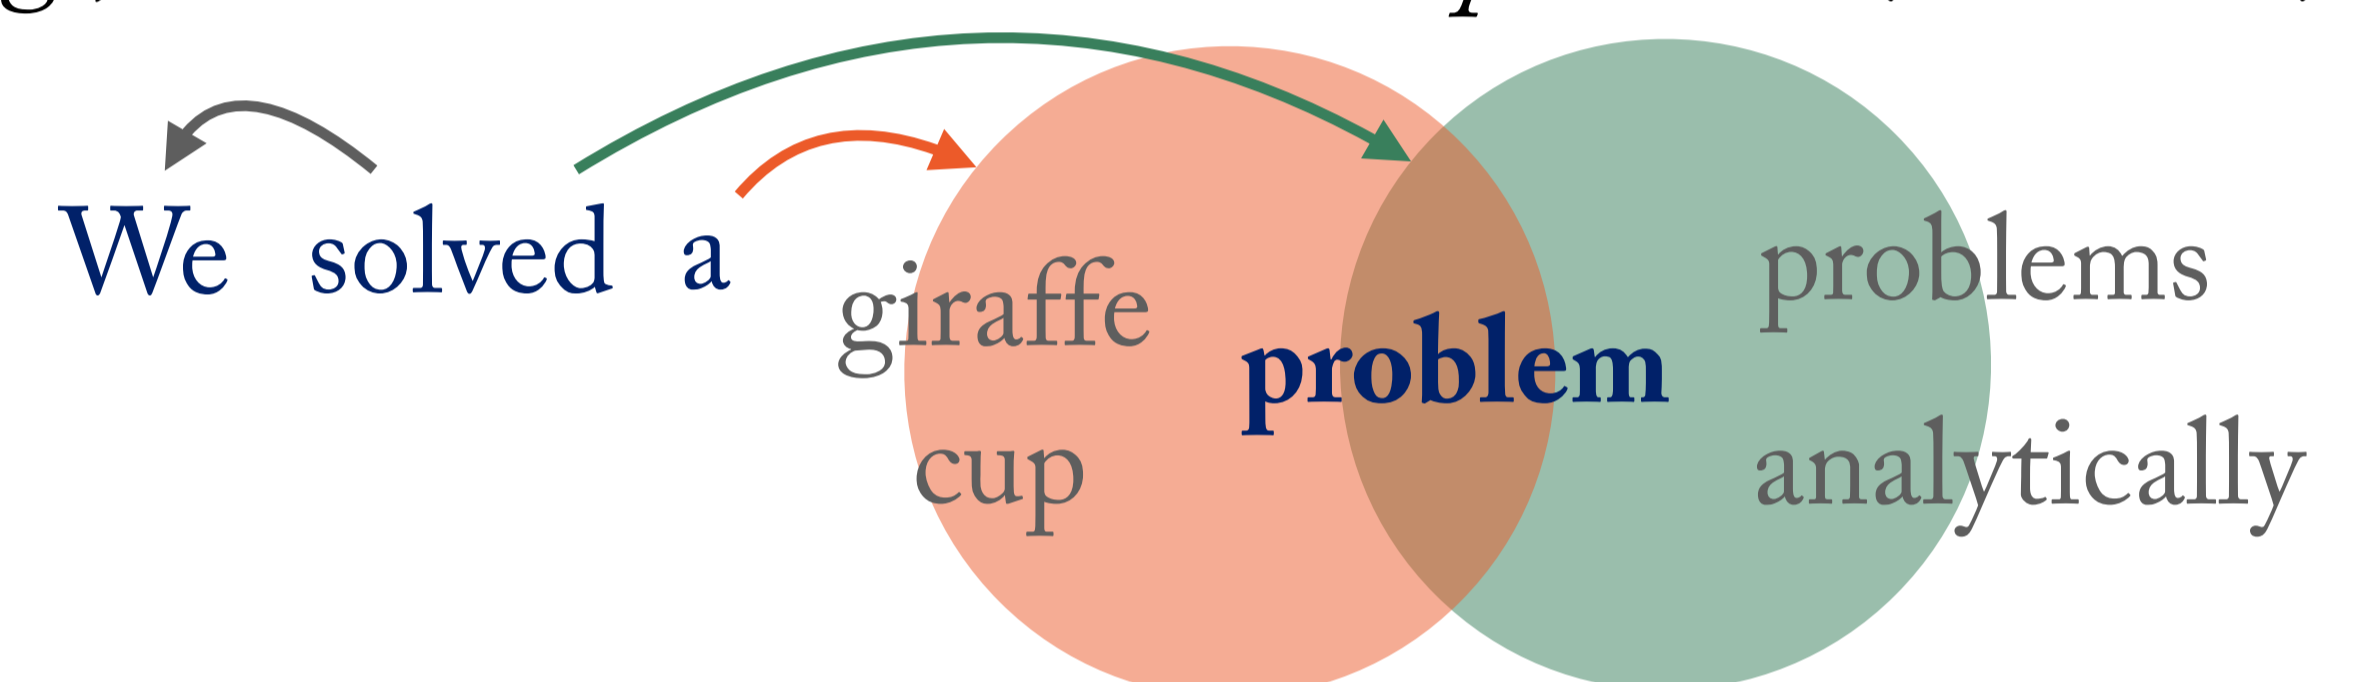 We solved a
giraffe
cup
problem
problems
analytically